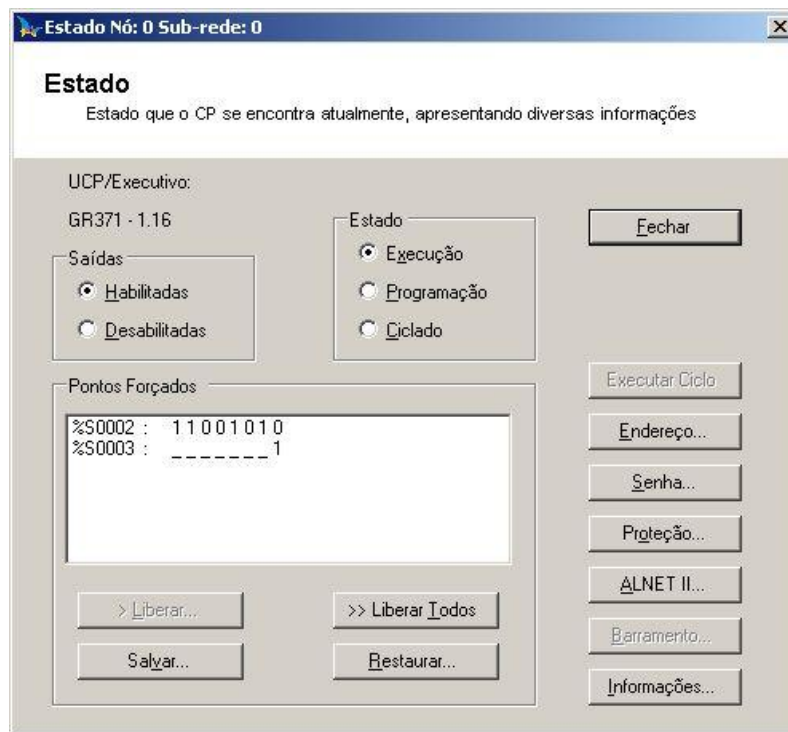 Estado Nó: 0 Sub-rede: 0
Estado
Estado que o CP se encontra atualmente, apresentando diversas informações
UCP/Executivo:
GR371 - 1.16
Saídas
Habilitadas
Desabilitadas
Estado
Execução
Programação
Ciclado
Fechar
Pontos Forçados
%S0002 : 1 1 0 0 1 0 1 0
%S0003 : _ _ _ _ _ _ _ 1
> Liberar...
>> Liberar Todos
Salvar...
Restaurar...
Executar Ciclo
Endereço...
Senha...
Proteção...
ALNET II...
Barramento...
Informações...